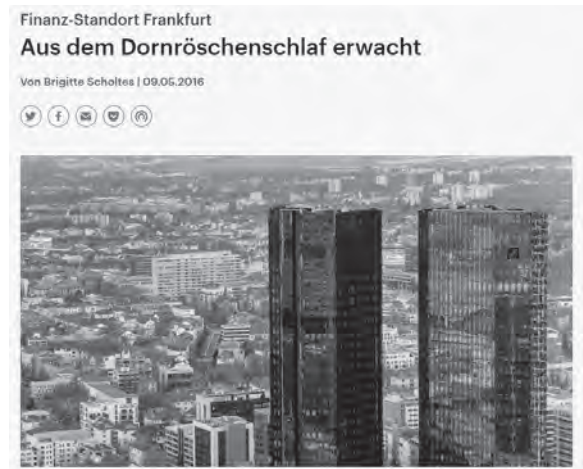 Finanz-Standort Frankfurt
Aus dem Dornröschenschlaf erwacht
Von Brigitte Scholtes | 09.05.2016